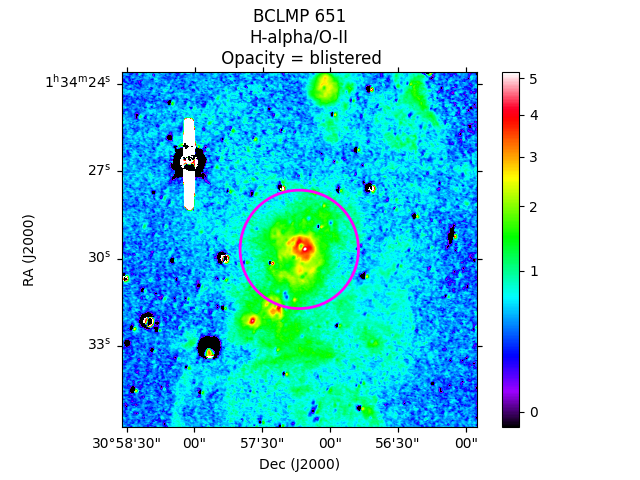 BCLMP 651
H-alpha/O-II
Opacity = blistered
1ʰ34ᵐ24ˢ
27ˢ
30ˢ
33ˢ
RA (J2000)
30°58'30" 00" 57'30" 00" 56'30" 00"
Dec (J2000)
5
4
3
2
1
0